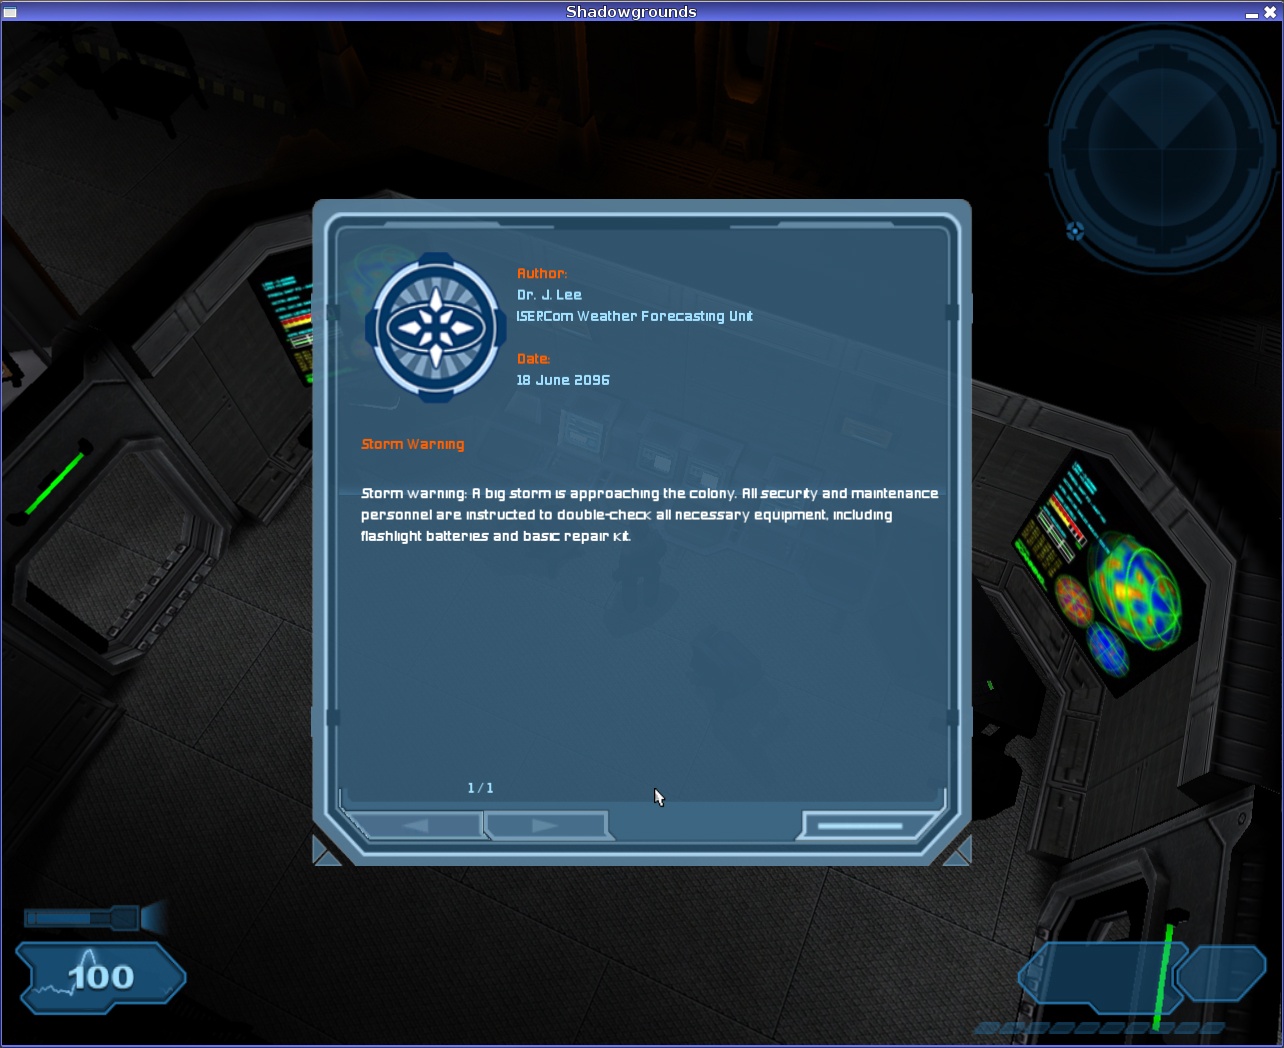 Shadowgrounds
Author:
Dr. J. Lee
ISERCom Weather Forecasting Unit
Date:
18 June 2096
Storm Warning
Storm warning: A big storm is approaching the colony. All security and maintenance
personnel are instructed to double-check all necessary equipment, including
flashlight batteries and basic repair kit.
1/1
100